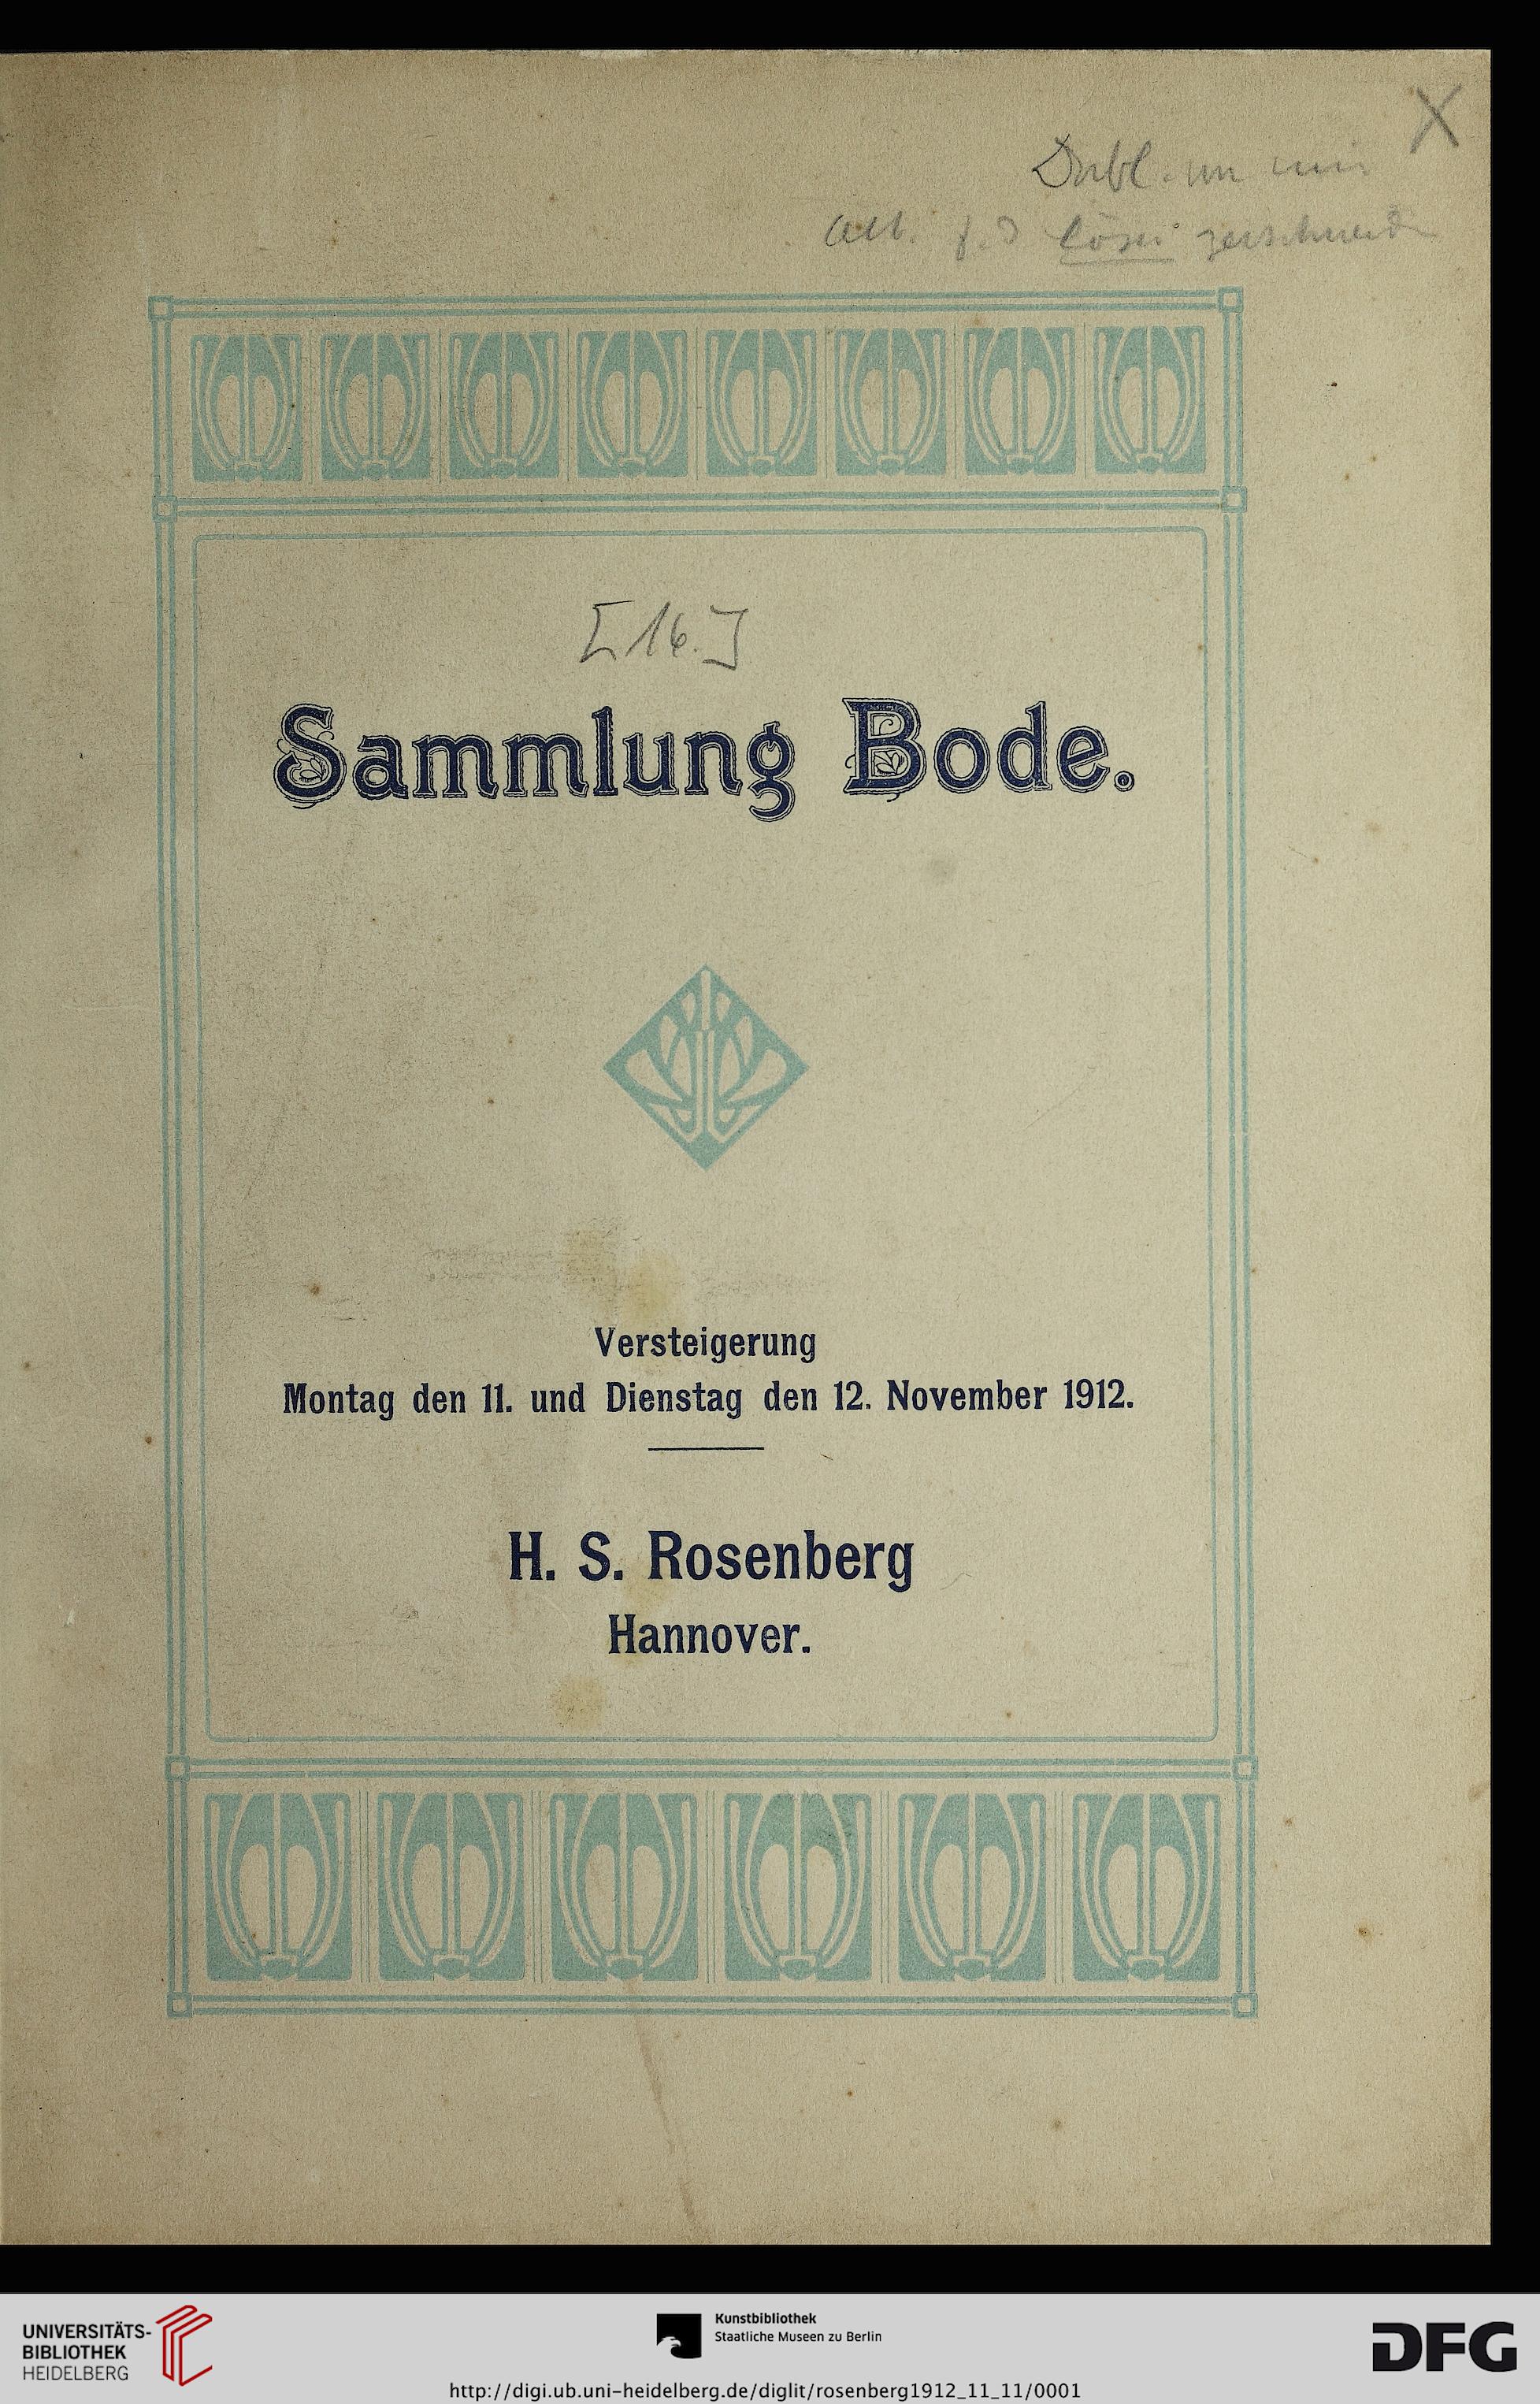 X
[16.]
Sammlung Bode.
Versteigerung
Montag den 11. und Dienstag den 12. November 1912.
H. S. Rosenberg
Hannover.
UNIVERSITÄTS-
BIBLIOTHEK
HEIDELBERG
Kunstbibliothek
Staatliche Museen zu Berlin
DFG
http://digi.ub.uni-heidelberg.de/diglit/rosenberg1912_11_11/0001